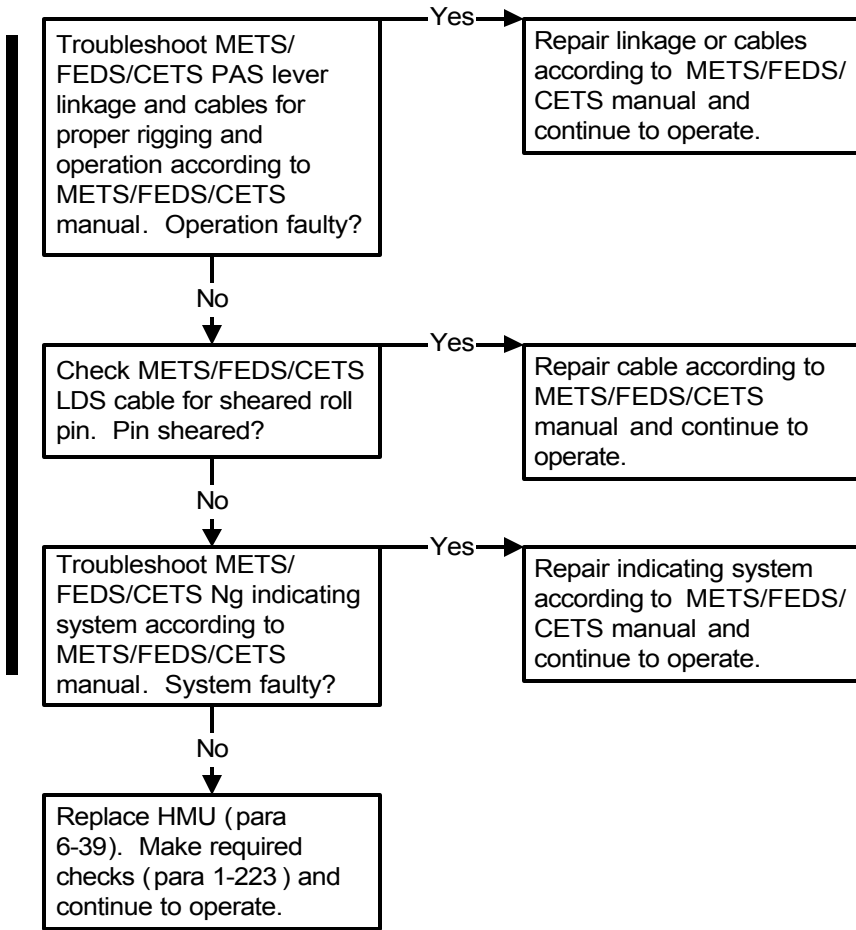 Troubleshoot METS/
FEDS/CETS PAS lever
linkage and cables for
proper rigging and
operation according to
METS/FEDS/CETS
manual. Operation faulty?
Yes
Repair linkage or cables
according to METS/FEDS/
CETS manual and
continue to operate.
No
Check METS/FEDS/CETS
LDS cable for sheared roll
pin. Pin sheared?
Yes
Repair cable according to
METS/FEDS/CETS
manual and continue to
operate.
No
Troubleshoot METS/
FEDS/CETS Ng indicating
system according to
METS/FEDS/CETS
manual. System faulty?
Yes
Repair indicating system
according to METS/FEDS/
CETS manual and
continue to operate.
No
Replace HMU (para
6-39). Make required
checks (para 1-223 ) and
continue to operate.